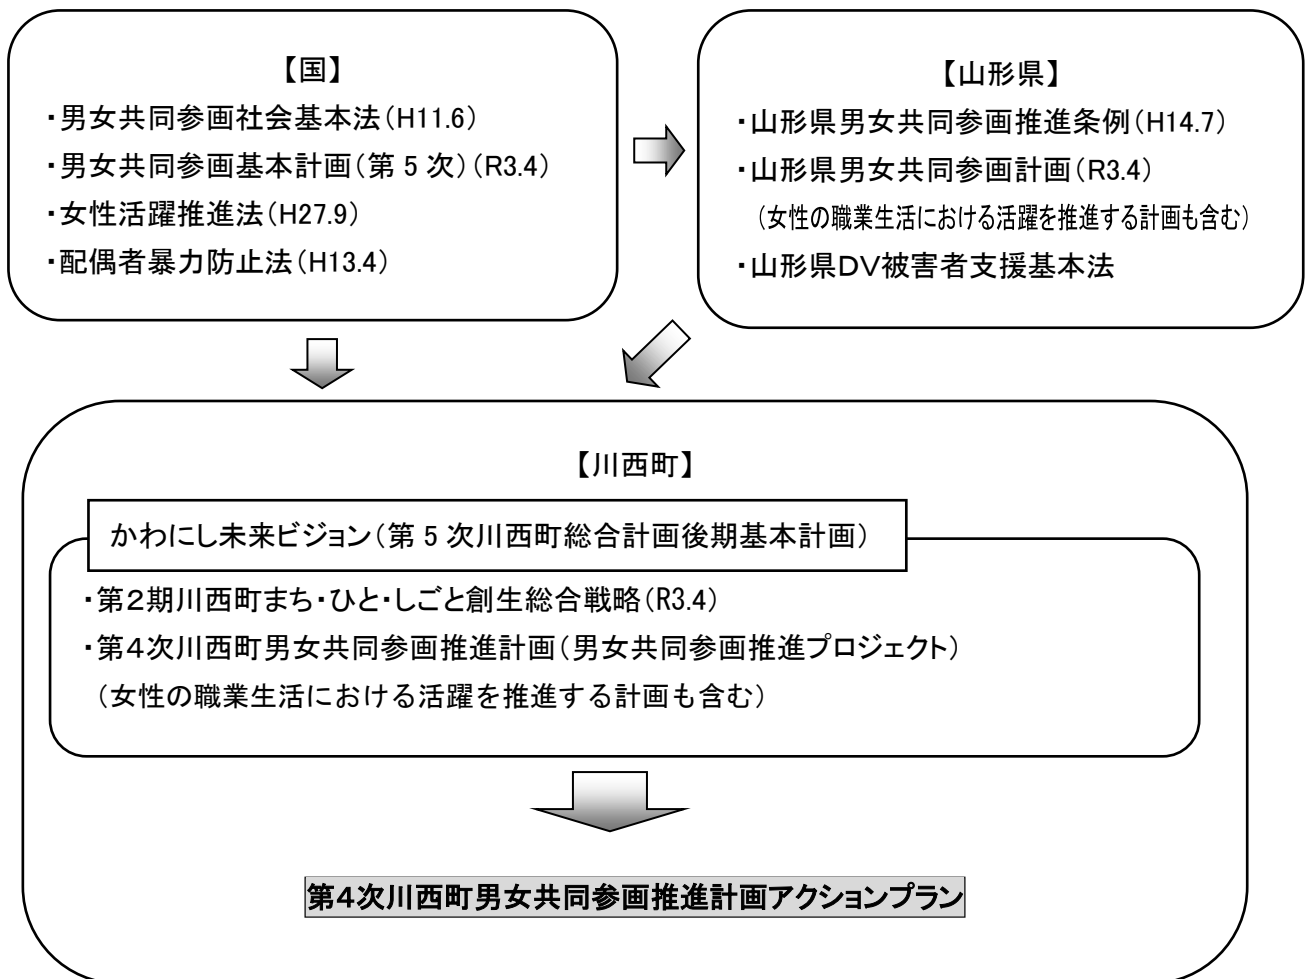 【国】
・男女共同参画社会基本法(H11.6)
・男女共同参画基本計画(第5次)(R3.4)
・女性活躍推進法(H27.9)
・配偶者暴力防止法(H13.4)
【山形県】
・山形県男女共同参画推進条例(H14.7)
・山形県男女共同参画計画(R3.4)
(女性の職業生活における活躍を推進する計画も含む)
・山形県DV被害者支援基本法
【川西町】
かわにし未来ビジョン(第5次川西町総合計画後期基本計画)
・第2期川西町まち・ひと・しごと創生総合戦略(R3.4)
・第4次川西町男女共同参画推進計画(男女共同参画推進プロジェクト)
(女性の職業生活における活躍を推進する計画も含む)
第4次川西町男女共同参画推進計画アクションプラン